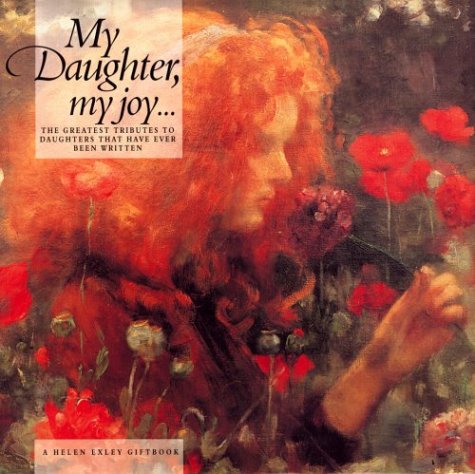 My
Daughter,
my joy...
THE GREATEST TRIBUTES TO
DAUGHTERS THAT HAVE EVER
BEEN WRITTEN
A HELEN EXLEY GIFTBOOK